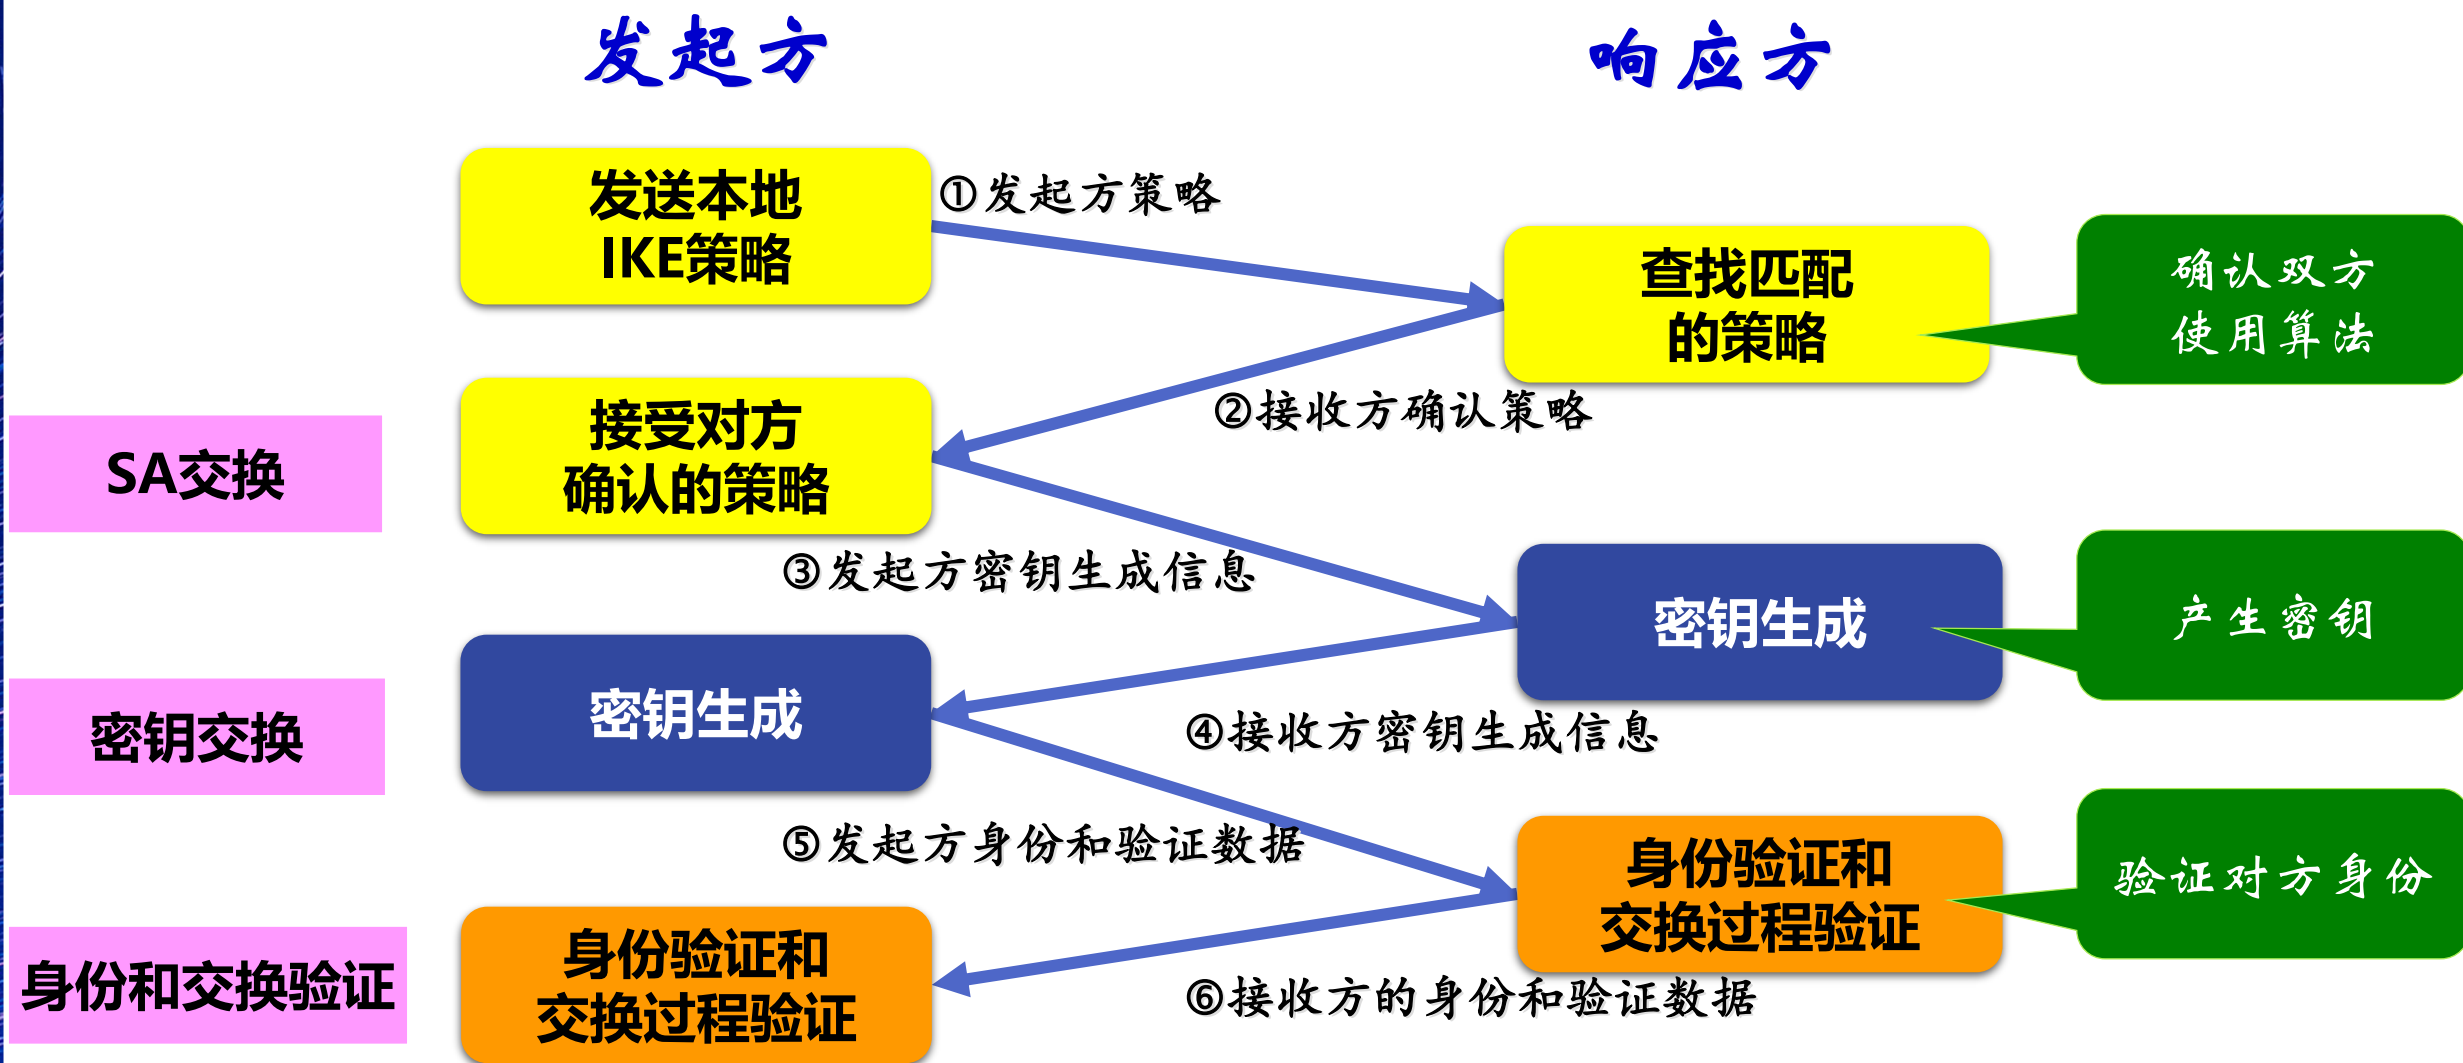 发起方
响应方
发送本地
IKE策略
①发起方策略
查找匹配
的策略
确认双方
使用算法
②接收方确认策略
接受对方
确认的策略
SA交换
③发起方密钥生成信息
密钥生成
产生密钥
密钥生成
密钥交换
④接收方密钥生成信息
⑤发起方身份和验证数据
身份验证和
交换过程验证
验证对方身份
身份验证和
交换过程验证
身份和交换验证
⑥接收方的身份和验证数据